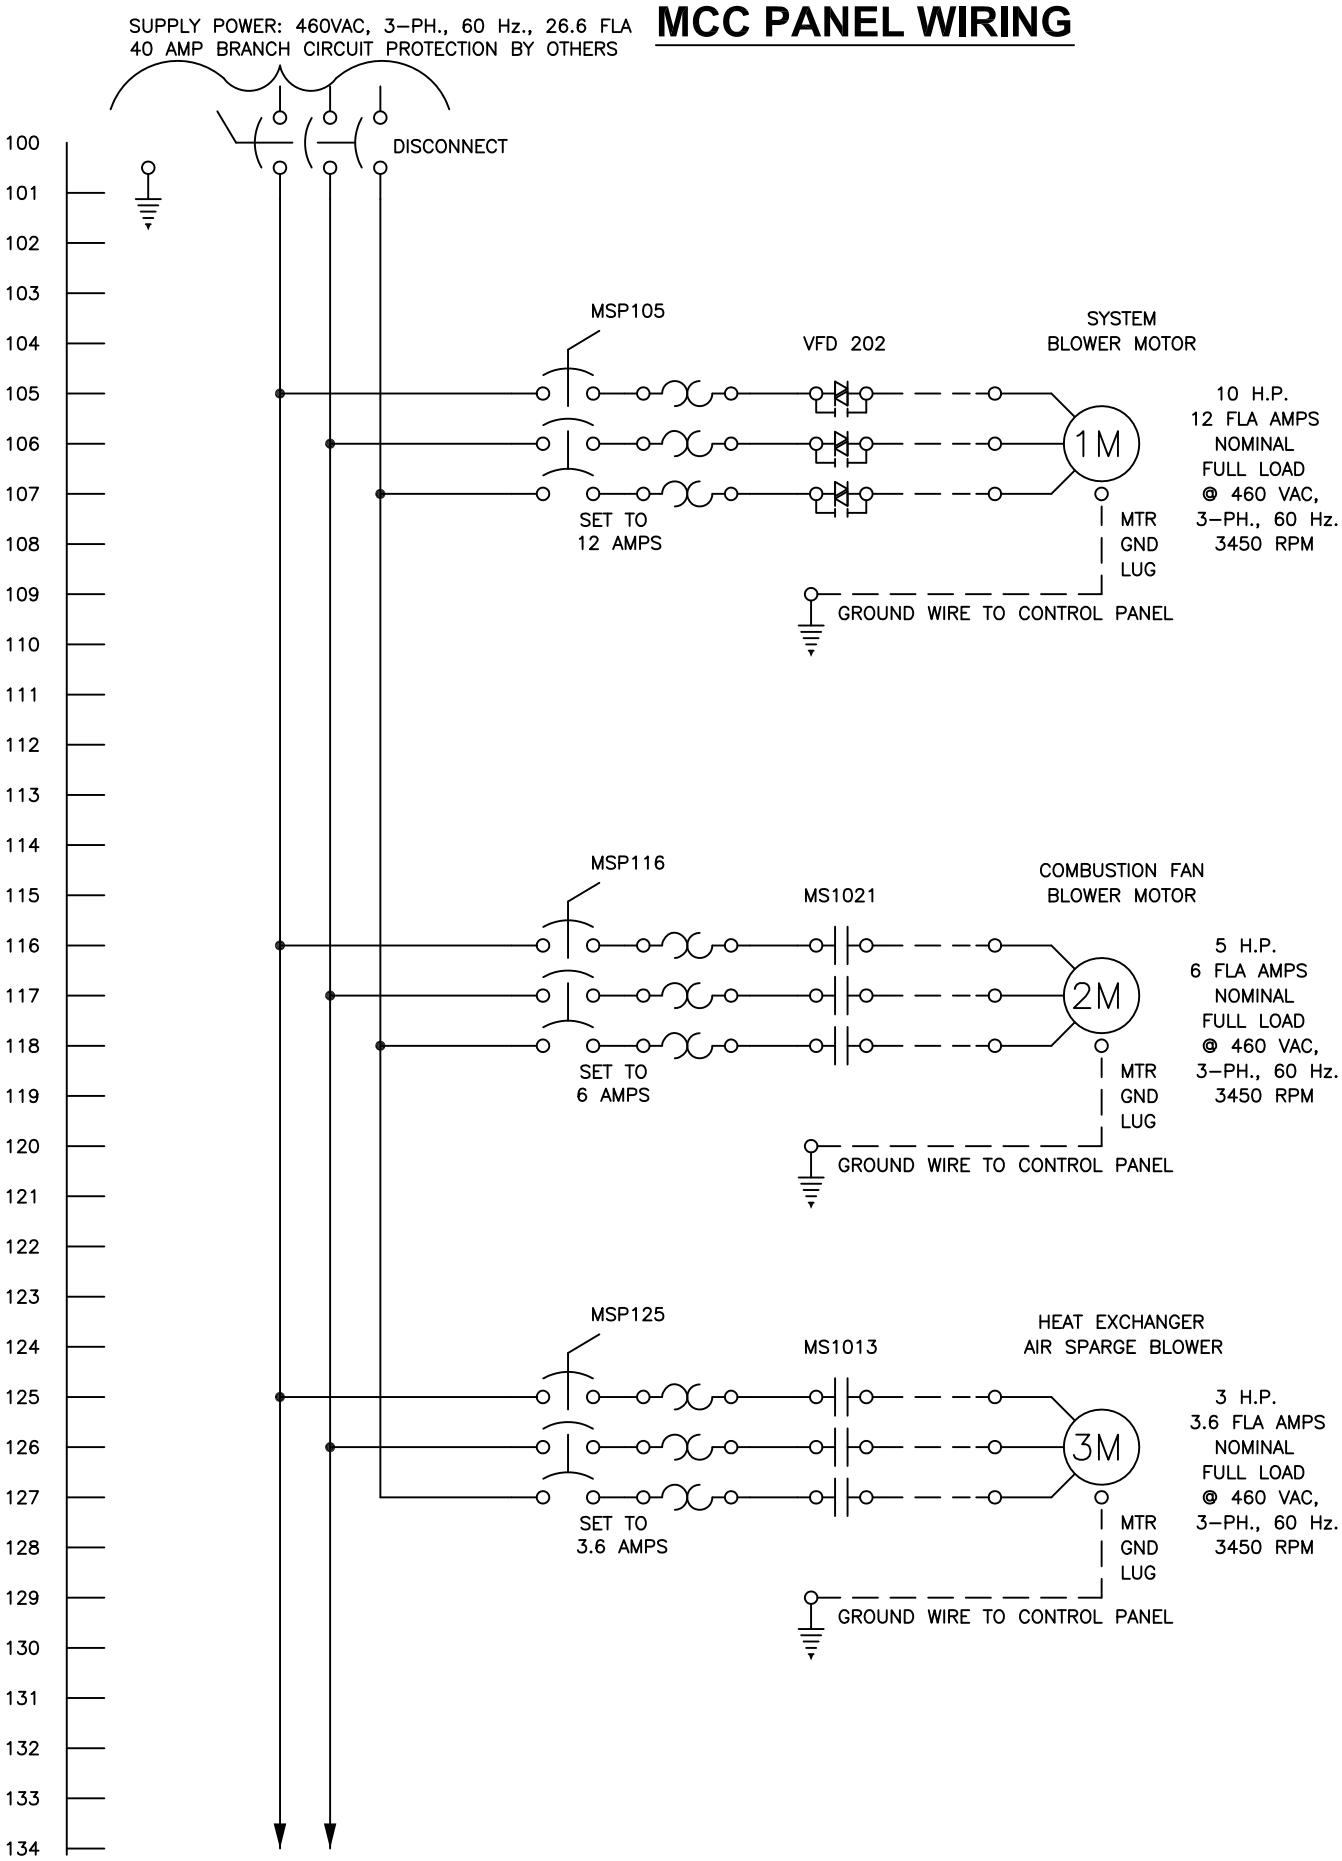 MCC PANEL WIRING
SUPPLY POWER: 460VAC, 3-PH., 60 Hz., 26.6 FLA
40 AMP BRANCH CIRCUIT PROTECTION BY OTHERS
DISCONNECT
100
101
102
103
104
105
106
107
108
109
110
111
112
113
114
115
116
117
118
119
120
121
122
123
124
125
126
127
128
129
130
131
132
133
134
MSP105
VFD 202
SYSTEM
BLOWER MOTOR
1M
SET TO
12 AMPS
10 H.P.
12 FLA AMPS
NOMINAL
FULL LOAD
@ 460 VAC,
3-PH., 60 Hz.
3450 RPM
MTR
GND
LUG
GROUND WIRE TO CONTROL PANEL
MSP116
MS1021
COMBUSTION FAN
BLOWER MOTOR
2M
SET TO
6 AMPS
5 H.P.
6 FLA AMPS
NOMINAL
FULL LOAD
@ 460 VAC,
3-PH., 60 Hz.
3450 RPM
MTR
GND
LUG
GROUND WIRE TO CONTROL PANEL
MSP125
MS1013
HEAT EXCHANGER
AIR SPARGE BLOWER
3M
SET TO
3.6 AMPS
3 H.P.
3.6 FLA AMPS
NOMINAL
FULL LOAD
@ 460 VAC,
3-PH., 60 Hz.
3450 RPM
MTR
GND
LUG
GROUND WIRE TO CONTROL PANEL